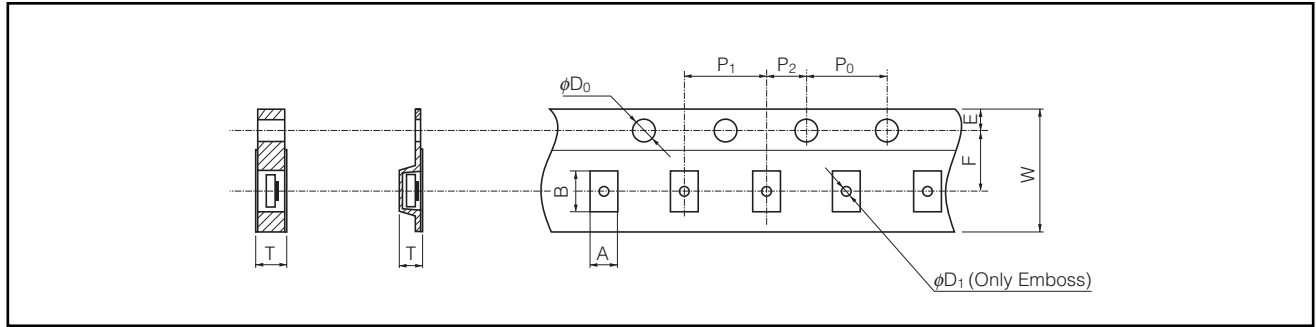 P₁ P₂ P₀
ϕD₀
E
F
W
B
T T A
ϕD₁ (Only Emboss)